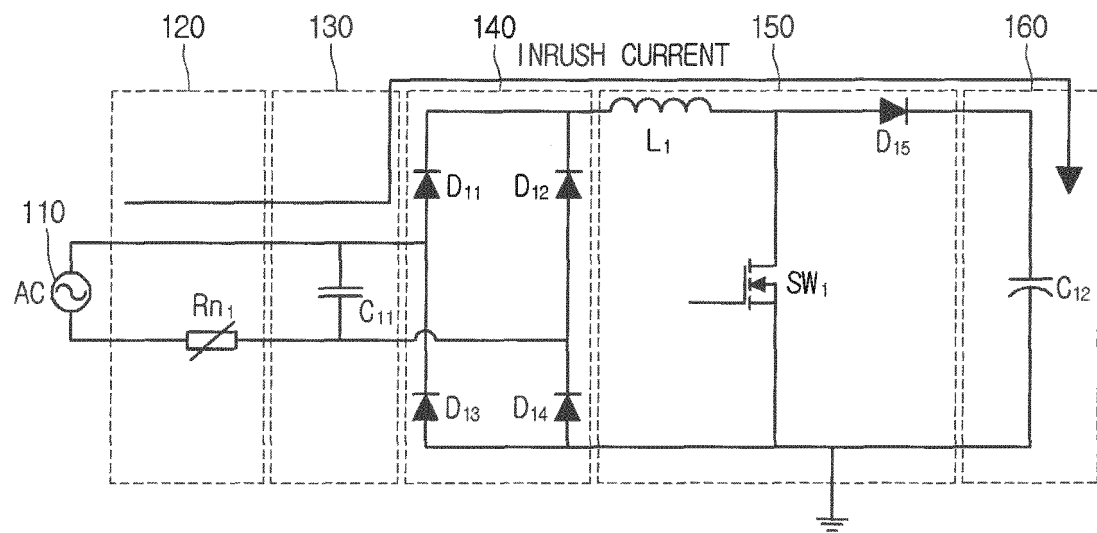 120
130
140
150
160
INRUSH CURRENT
L₁
D₁₅
D₁₁
D₁₂
110
AC
Rn₁
C₁₁
SW₁
C₁₂
D₁₃
D₁₄